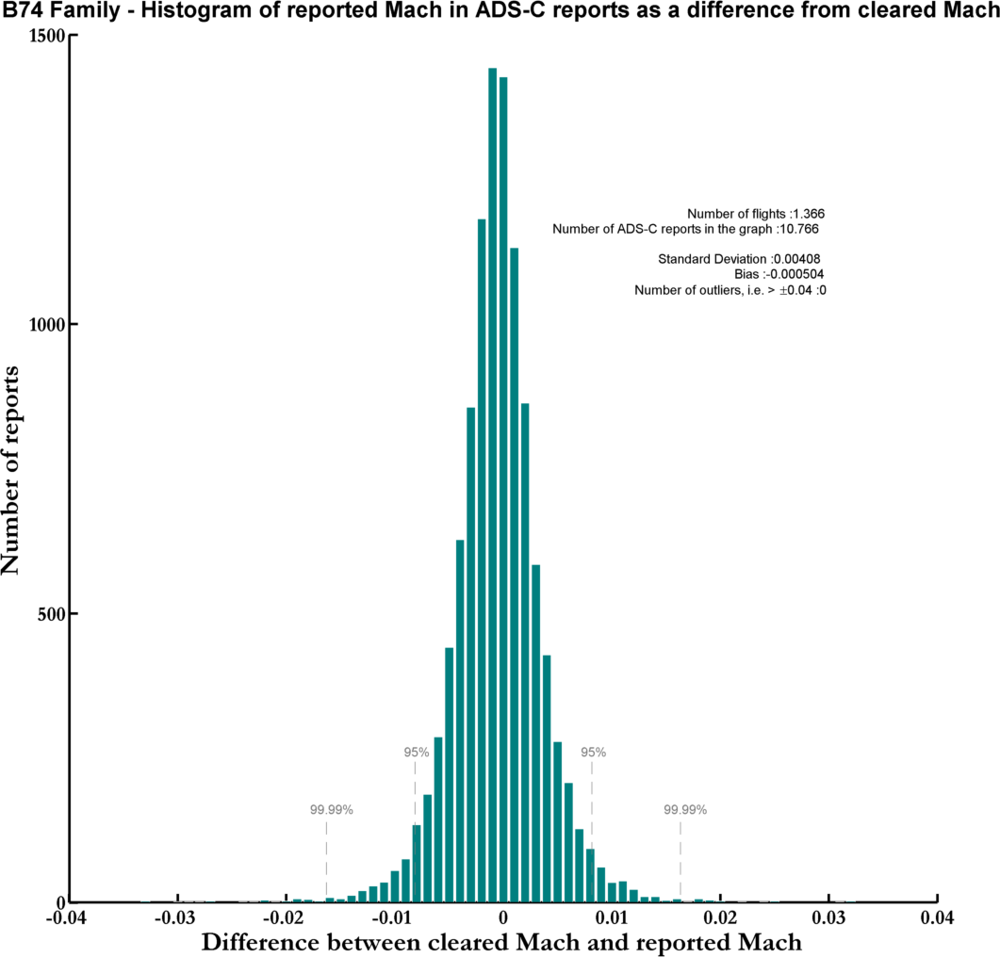 B74 Family - Histogram of reported Mach in ADS-C reports as a difference from cleared Mach
1500
Number of flights :1.366
Number of ADS-C reports in the graph :10.766
Standard Deviation :0.00408
Bias :-0.000504
Number of outliers, i.e. > ±0.04 :0
1000
Number of reports
500
95% 95%
99.99% 99.99%
0
-0.04 -0.03 -0.02 -0.01 0 0.01 0.02 0.03 0.04
Difference between cleared Mach and reported Mach